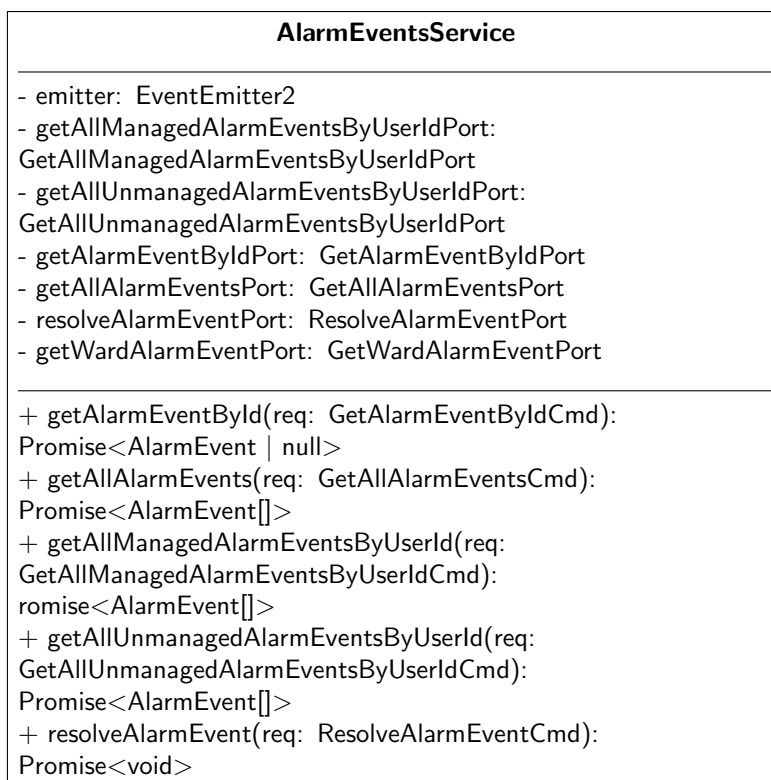 AlarmEventsService
- emitter: EventEmitter2
- getAllManagedAlarmEventsByUserIdPort:
GetAllManagedAlarmEventsByUserIdPort
- getAllUnmanagedAlarmEventsByUserIdPort:
GetAllUnmanagedAlarmEventsByUserIdPort
- getAlarmEventByIdPort: GetAlarmEventByIdPort
- getAllAlarmEventsPort: GetAllAlarmEventsPort
- resolveAlarmEventPort: ResolveAlarmEventPort
- getWardAlarmEventPort: GetWardAlarmEventPort
+ getAlarmEventById(req: GetAlarmEventByIdCmd):
Promise<AlarmEvent | null>
+ getAllAlarmEvents(req: GetAllAlarmEventsCmd):
Promise<AlarmEvent[]>
+ getAllManagedAlarmEventsByUserId(req:
GetAllManagedAlarmEventsByUserIdCmd):
romise<AlarmEvent[]>
+ getAllUnmanagedAlarmEventsByUserId(req:
GetAllUnmanagedAlarmEventsByUserIdCmd):
Promise<AlarmEvent[]>
+ resolveAlarmEvent(req: ResolveAlarmEventCmd):
Promise<void>